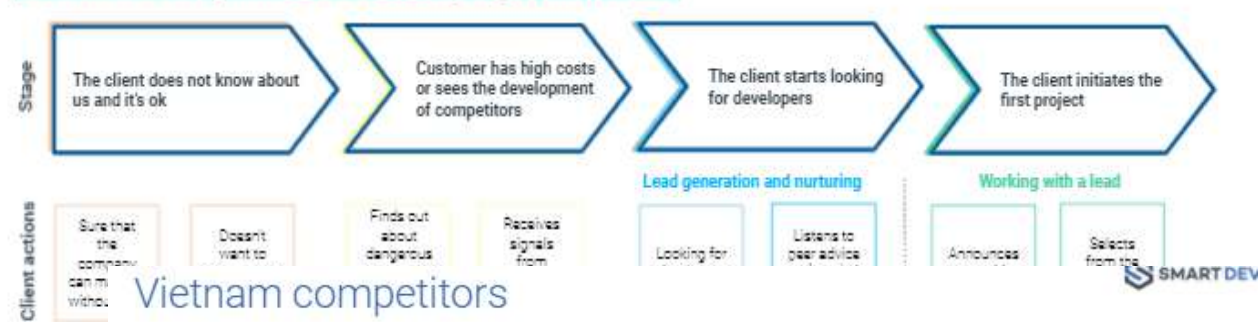 Stage
The client does not know about
us and it's ok
Customer has high costs
or sees the development
of competitors
The client starts looking
for developers
The client initiates the
first project
Lead generation and nurturing
Working with a lead
Client actions
Sure that
the
company
Doesn't
want to
Finds out
about
dangerous
Receives
signals
from
Looking for
Listens to
peer advice
Announces
Selects
from the
SMARTDEV
Vietnam competitors